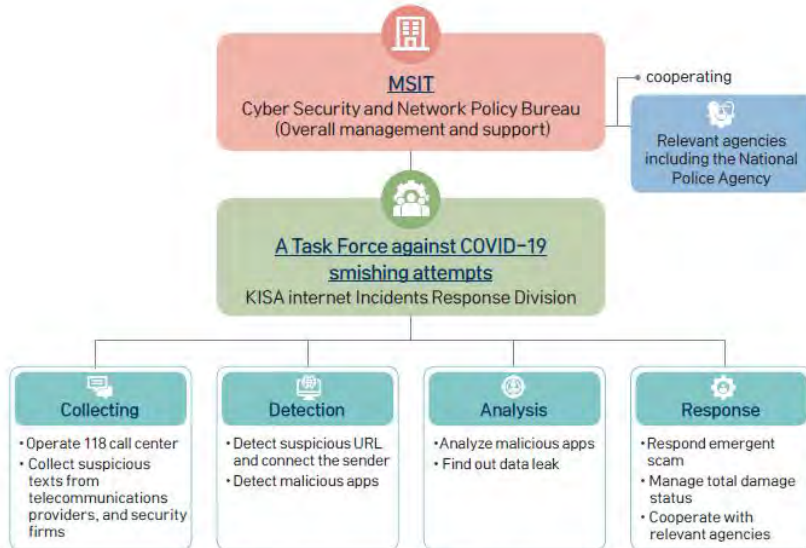 MSIT
Cyber Security and Network Policy Bureau
(Overall management and support)
cooperating
Relevant agencies
including the National
Police Agency
A Task Force against COVID-19
smishing attempts
KISA internet Incidents Response Division
Collecting
• Operate 118 call center
• Collect suspicious
texts from
telecommunications
providers, and security
firms
Detection
• Detect suspicious URL
and connect the sender
• Detect malicious apps
Analysis
• Analyze malicious apps
• Find out data leak
Response
• Respond emergent
scam
• Manage total damage
status
• Cooperate with
relevant agencies